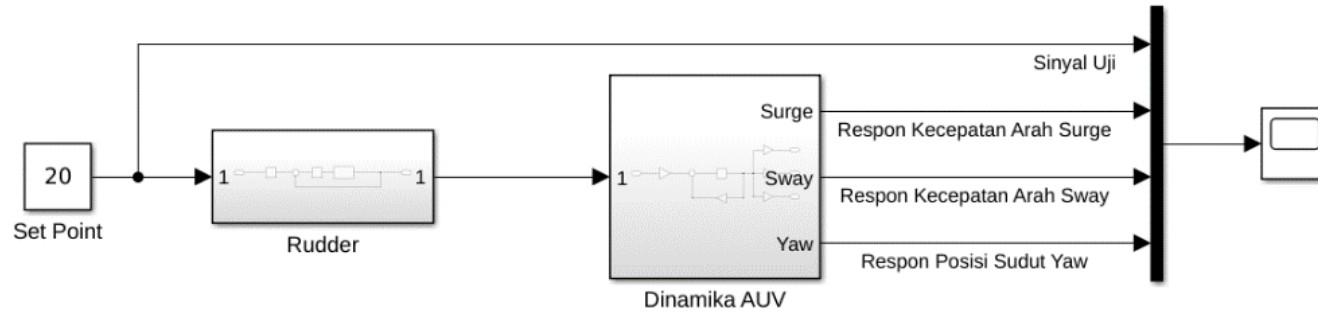 Sinyal Uji
Surge
Respon Kecepatan Arah Surge
20
1
1
1
Sway
Respon Kecepatan Arah Sway
Set Point
Rudder
Yaw
Respon Posisi Sudut Yaw
Dinamika AUV